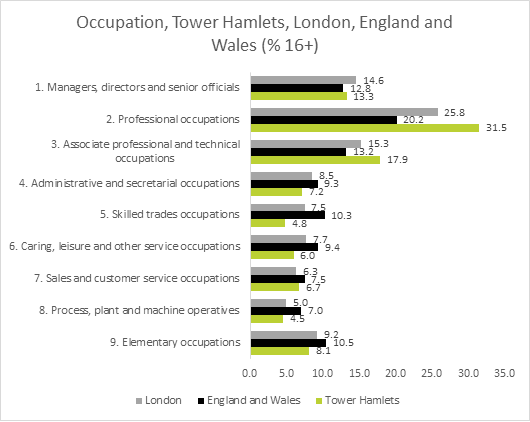 Occupation, Tower Hamlets, London, England and
Wales (% 16+)
1. Managers, directors and senior officials
14.6
12.8
13.3
2. Professional occupations
25.8
20.2
31.5
3. Associate professional and technical
occupations
15.3
13.2
17.9
4. Administrative and secretarial occupations
8.5
9.3
7.2
5. Skilled trades occupations
7.5
10.3
4.8
6. Caring, leisure and other service occupations
7.7
9.4
6.0
7. Sales and customer service occupations
6.3
7.5
6.7
8. Process, plant and machine operatives
5.0
7.0
4.5
9. Elementary occupations
9.2
10.5
8.1
0.0 5.0 10.0 15.0 20.0 25.0 30.0 35.0
London England and Wales Tower Hamlets